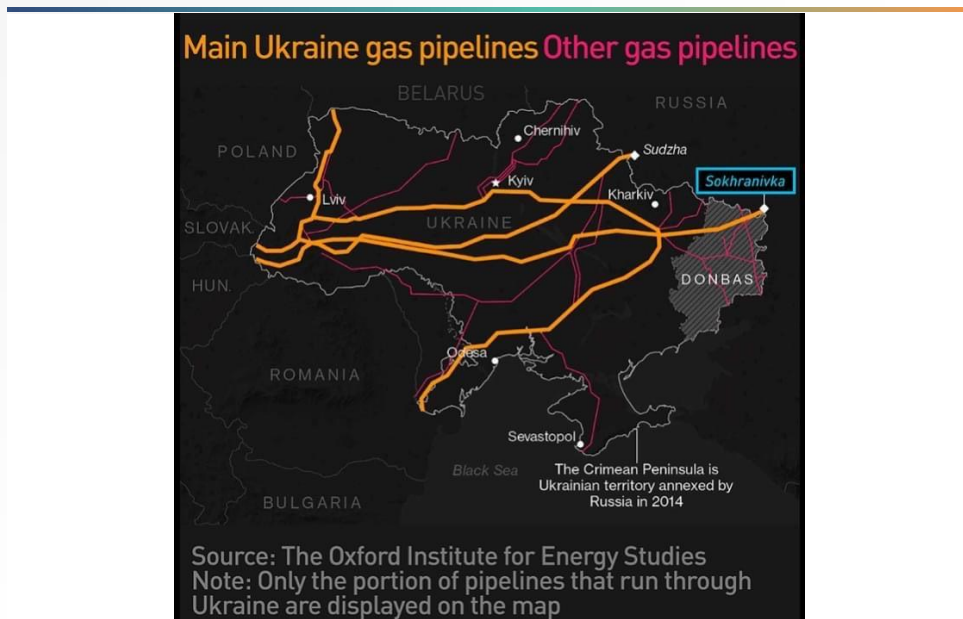 Main Ukraine gas pipelines Other gas pipelines
BELARUS
RUSSIA
Chernihiv
POLAND
Sudzha
Sokhranivka
Kyiv
Kharkiv
Lviv
UKRAINE
SLOVAK.
DONBAS
HUN.
Odesa
ROMANIA
Sevastopol
Black Sea
The Crimean Peninsula is
Ukrainian territory annexed by
Russia in 2014
BULGARIA
Source: The Oxford Institute for Energy Studies
Note: Only the portion of pipelines that run through
Ukraine are displayed on the map